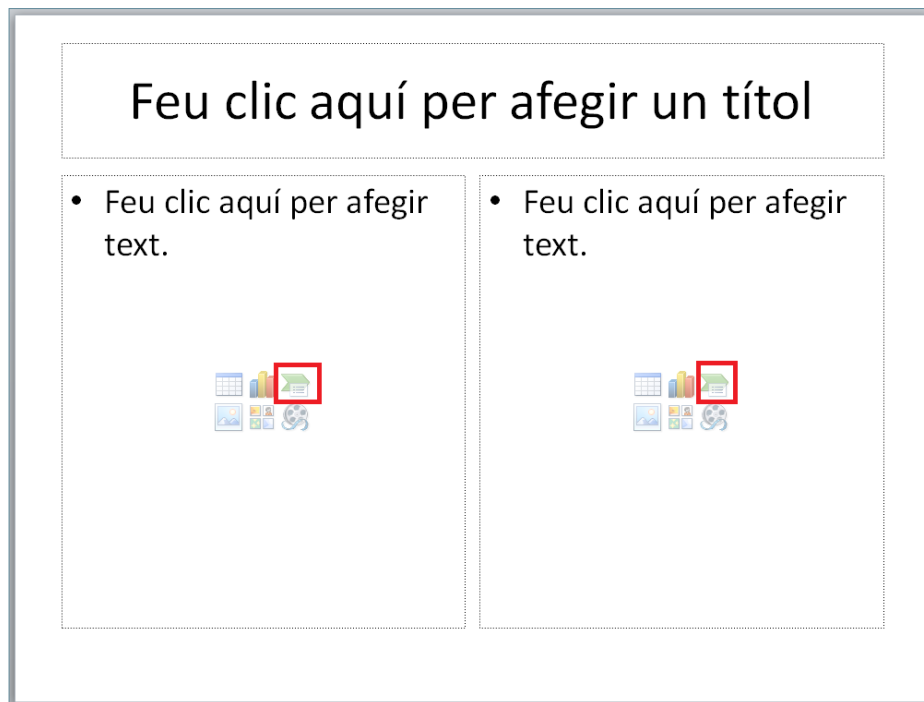 Feu clic aquí per afegir un títol
• Feu clic aquí per afegir
text.
• Feu clic aquí per afegir
text.